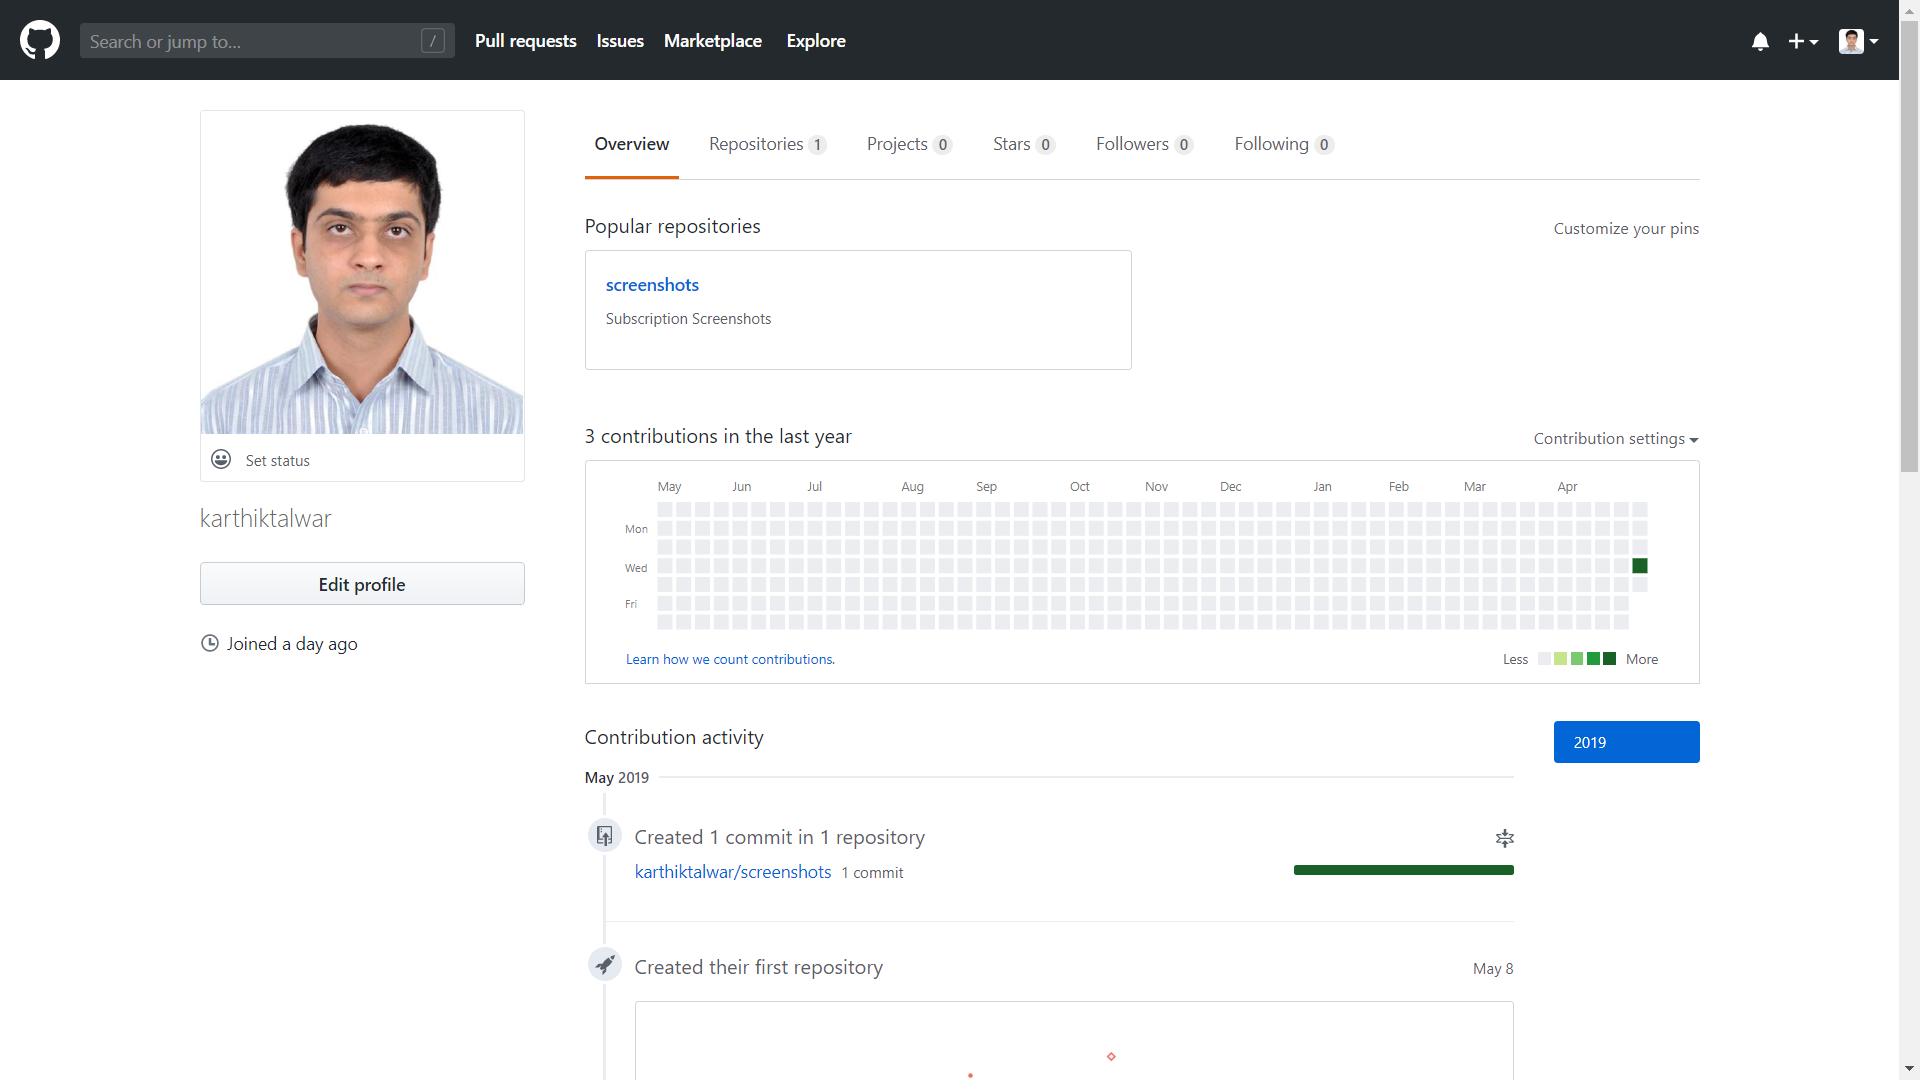 Search or jump to... /
Pull requests Issues Marketplace Explore
Set status
karthiktalwar
Edit profile
Joined a day ago
Overview Repositories 1 Projects 0 Stars 0 Followers 0 Following 0
Popular repositories
Customize your pins
screenshots
Subscription Screenshots
3 contributions in the last year
Contribution settings
May Jun Jul Aug Sep Oct Nov Dec Jan Feb Mar Apr
Mon
Wed
Fri
Learn how we count contributions.
Less More
Contribution activity
2019
May 2019
Created 1 commit in 1 repository
karthiktalwar/screenshots 1 commit
Created their first repository
May 8